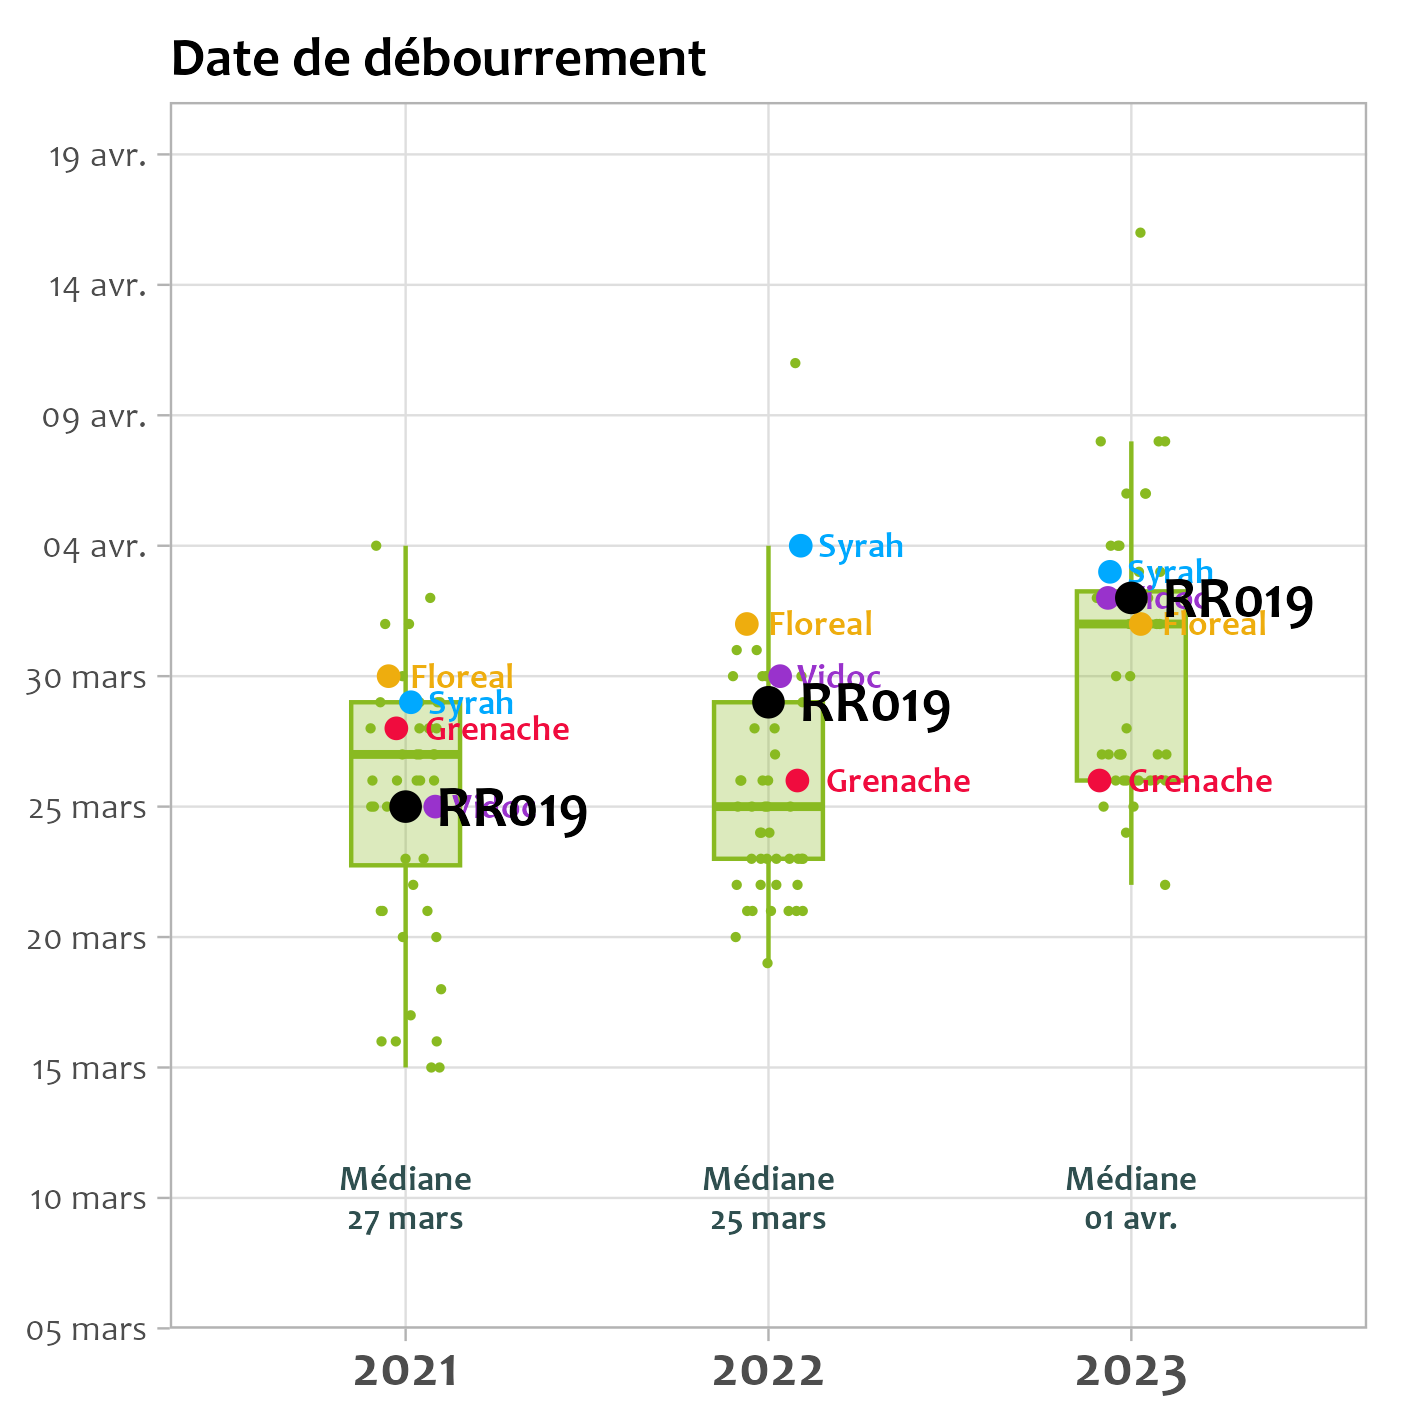 Date de débourrement
19 avr.
14 avr.
09 avr.
04 avr.
30 mars
25 mars
20 mars
15 mars
10 mars
05 mars
Floreal
Syrah
Grenache
RR019
Vidoc
Syrah
Floreal
Vidoc
RR019
Grenache
Syrah
Vidoc
RR019
Floreal
Grenache
Médiane
27 mars
Médiane
25 mars
Médiane
01 avr.
2021
2022
2023